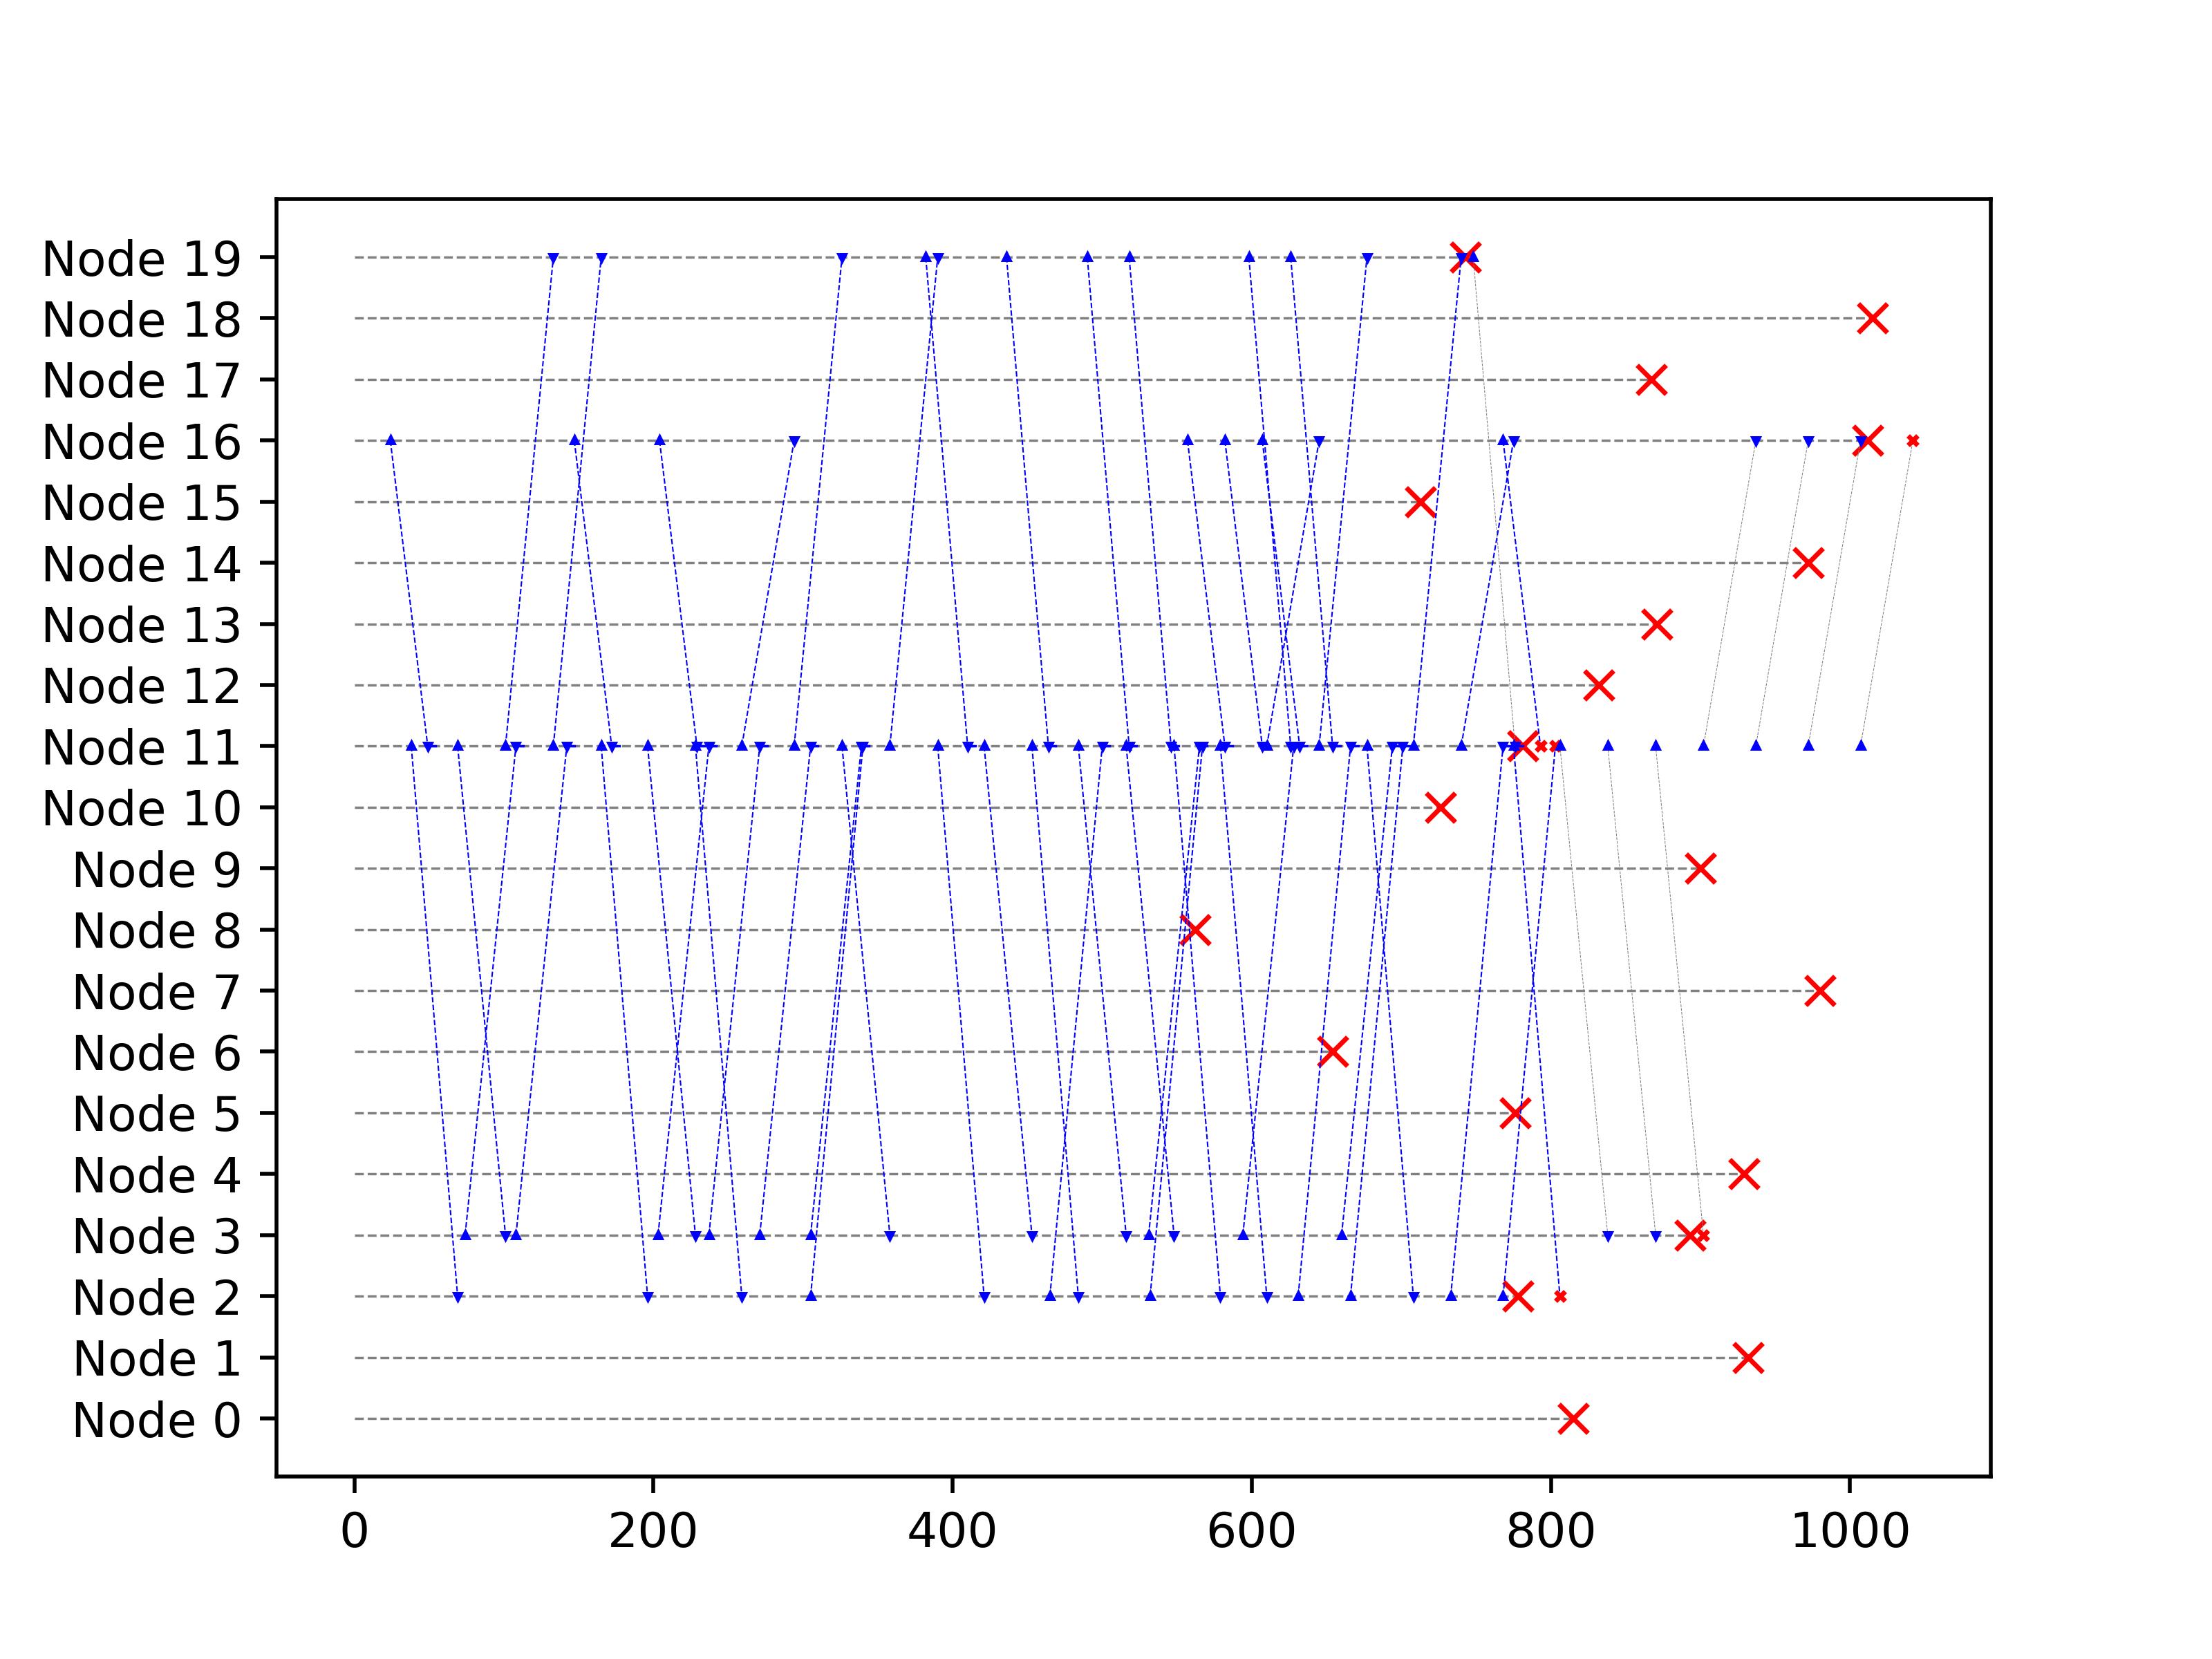 Node 19
Node 18
Node 17
Node 16
Node 15
Node 14
Node 13
Node 12
Node 11
Node 10
Node 9
Node 8
Node 7
Node 6
Node 5
Node 4
Node 3
Node 2
Node 1
Node 0
0 200 400 600 800 1000